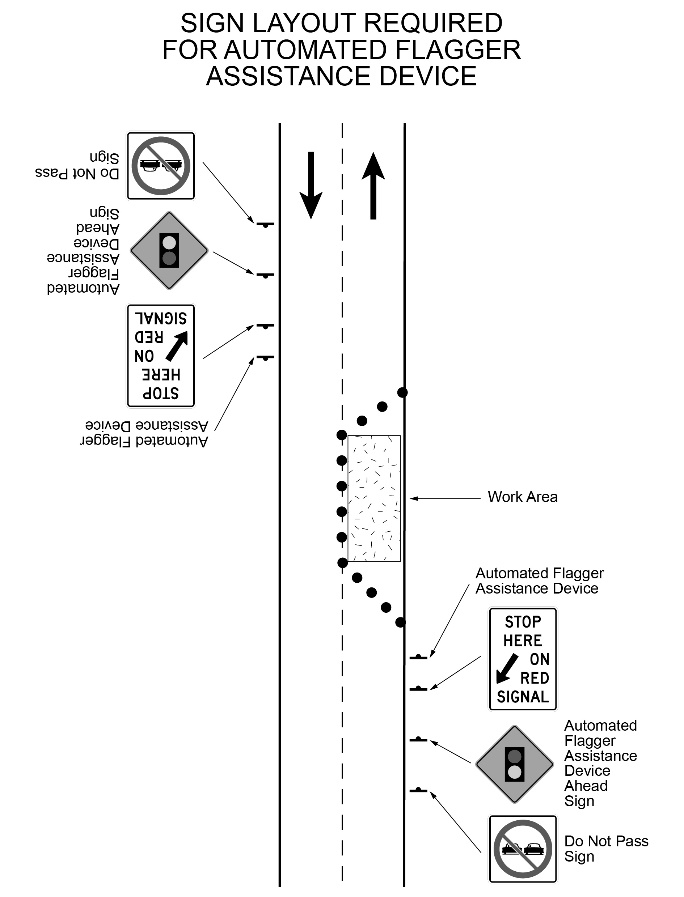 SIGN LAYOUT REQUIRED
FOR AUTOMATED FLAGGER
ASSISTANCE DEVICE
Do Not Pass
Sign
Automated
Flagger
Assistance
Device
Ahead
Sign
STOP
HERE
ON
RED
SIGNAL
Automated Flagger
Assistance Device
Work Area
Automated Flagger
Assistance Device
STOP
HERE
ON
RED
SIGNAL
Automated
Flagger
Assistance
Device
Ahead
Sign
Do Not Pass
Sign